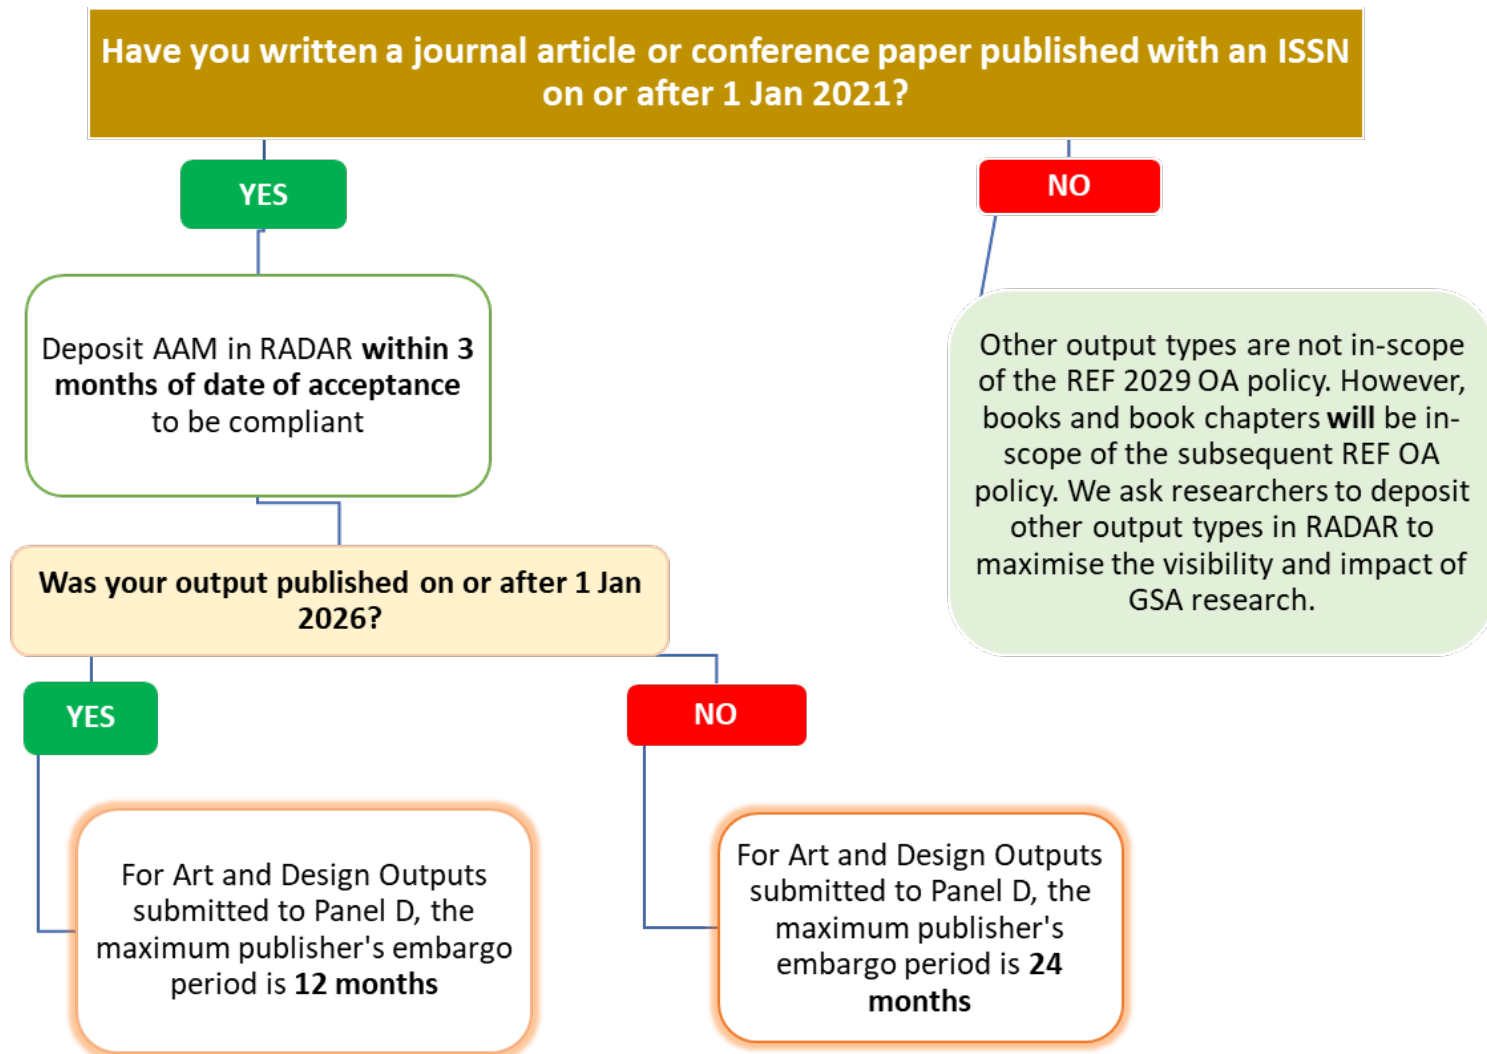 Have you written a journal article or conference paper published with an ISSN
on or after 1 Jan 2021?
YES
NO
Deposit AAM in RADAR within 3
months of date of acceptance
to be compliant
Other output types are not in-scope
of the REF 2029 OA policy. However,
books and book chapters will be in-
scope of the subsequent REF OA
policy. We ask researchers to deposit
other output types in RADAR to
maximise the visibility and impact of
GSA research.
Was your output published on or after 1 Jan
2026?
YES
NO
For Art and Design Outputs
submitted to Panel D, the
maximum publisher's embargo
period is 12 months
For Art and Design Outputs
submitted to Panel D, the
maximum publisher's
embargo period is 24
months